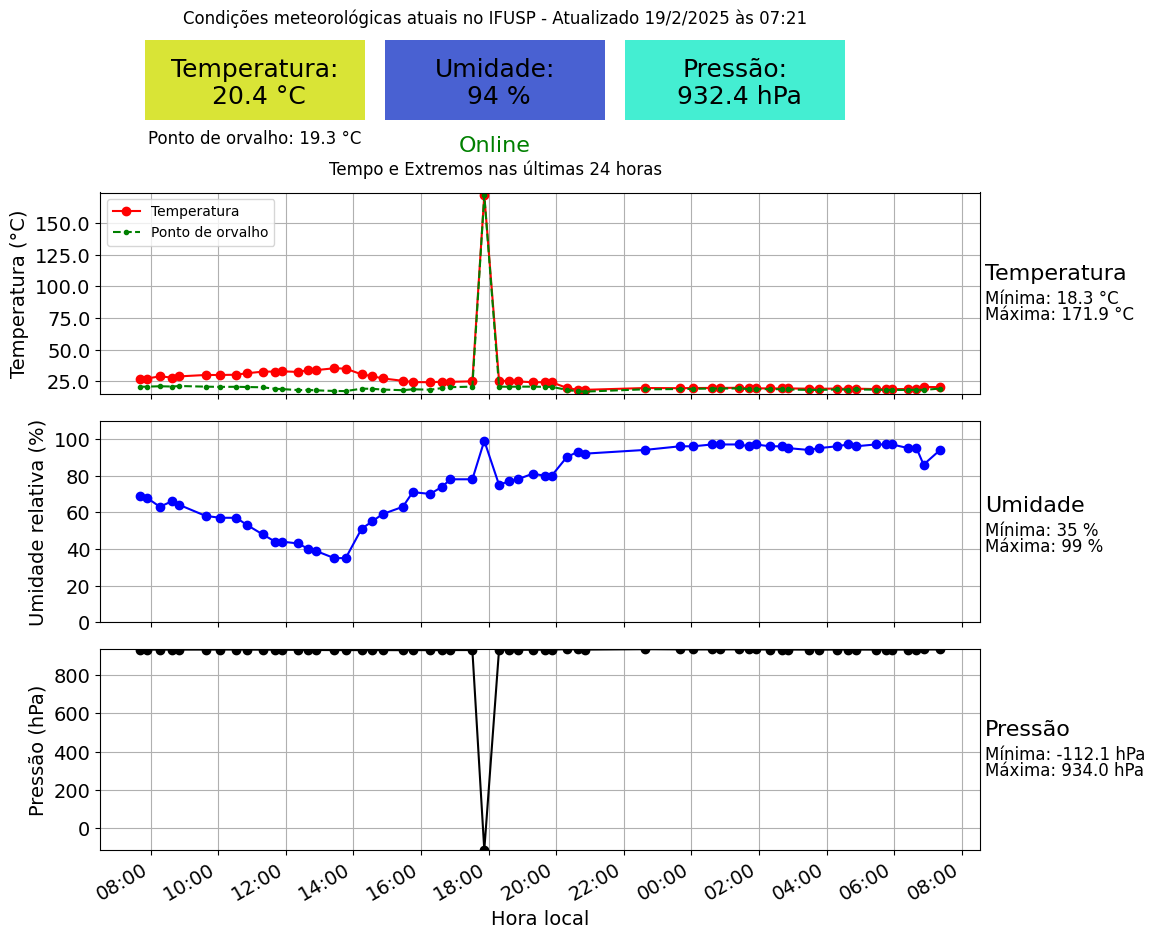 Condições meteorológicas atuais no IFUSP - Atualizado 19/2/2025 às 07:21
Temperatura:
20.4 °C
Umidade:
94 %
Pressão:
932.4 hPa
Ponto de orvalho: 19.3 °C
Online
Tempo e Extremos nas últimas 24 horas
Temperatura (°C)
150.0
125.0
100.0
75.0
50.0
25.0
Temperatura
Ponto de orvalho
Temperatura
Mínima: 18.3 °C
Máxima: 171.9 °C
Umidade relativa (%)
100
80
60
40
20
0
Umidade
Mínima: 35 %
Máxima: 99 %
Pressão (hPa)
800
600
400
200
0
Pressão
Mínima: -112.1 hPa
Máxima: 934.0 hPa
08:00 10:00 12:00 14:00 16:00 18:00 20:00 22:00 00:00 02:00 04:00 06:00 08:00
Hora local